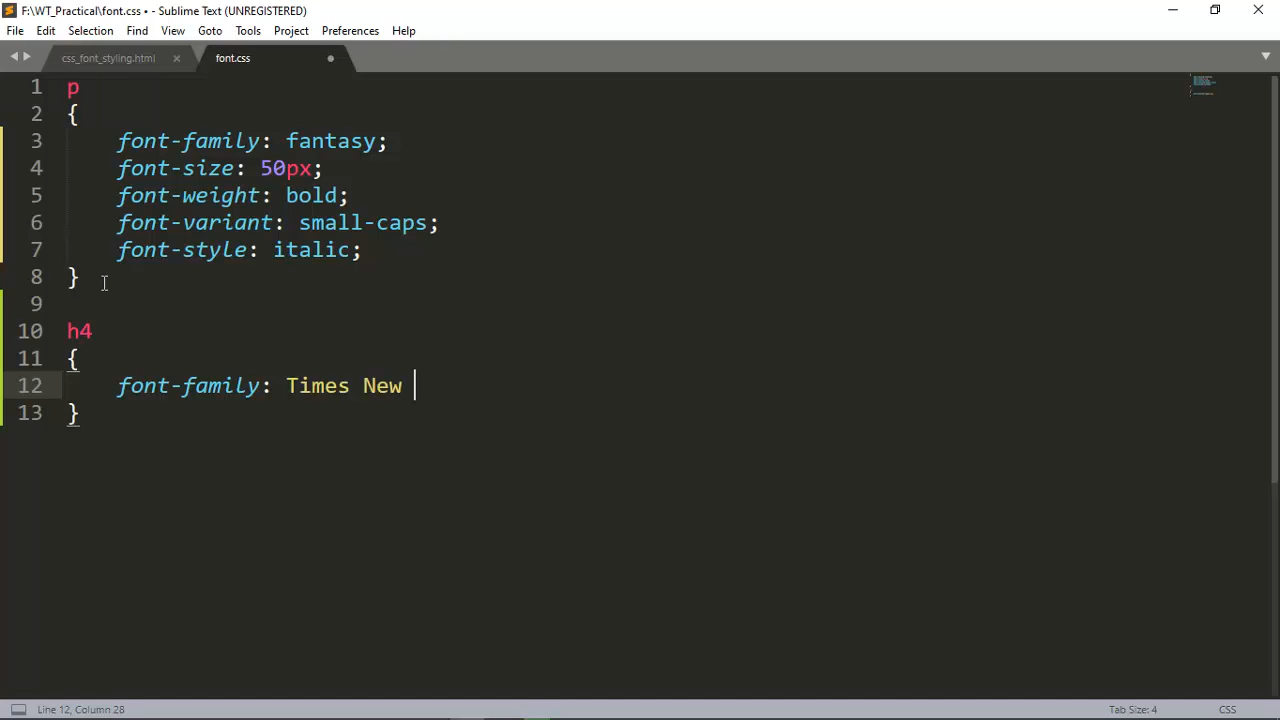 F:\WT_Practical\font.css • - Sublime Text (UNREGISTERED)
File Edit Selection Find View Goto Tools Project Preferences Help
css_font_styling.html font.css
1 p
2 {
3 font-family: fantasy;
4 font-size: 50px;
5 font-weight: bold;
6 font-variant: small-caps;
7 font-style: italic;
8 }
9
10 h4
11 {
12 font-family: Times New
13 }
Line 12, Column 28 Tab Size: 4 CSS